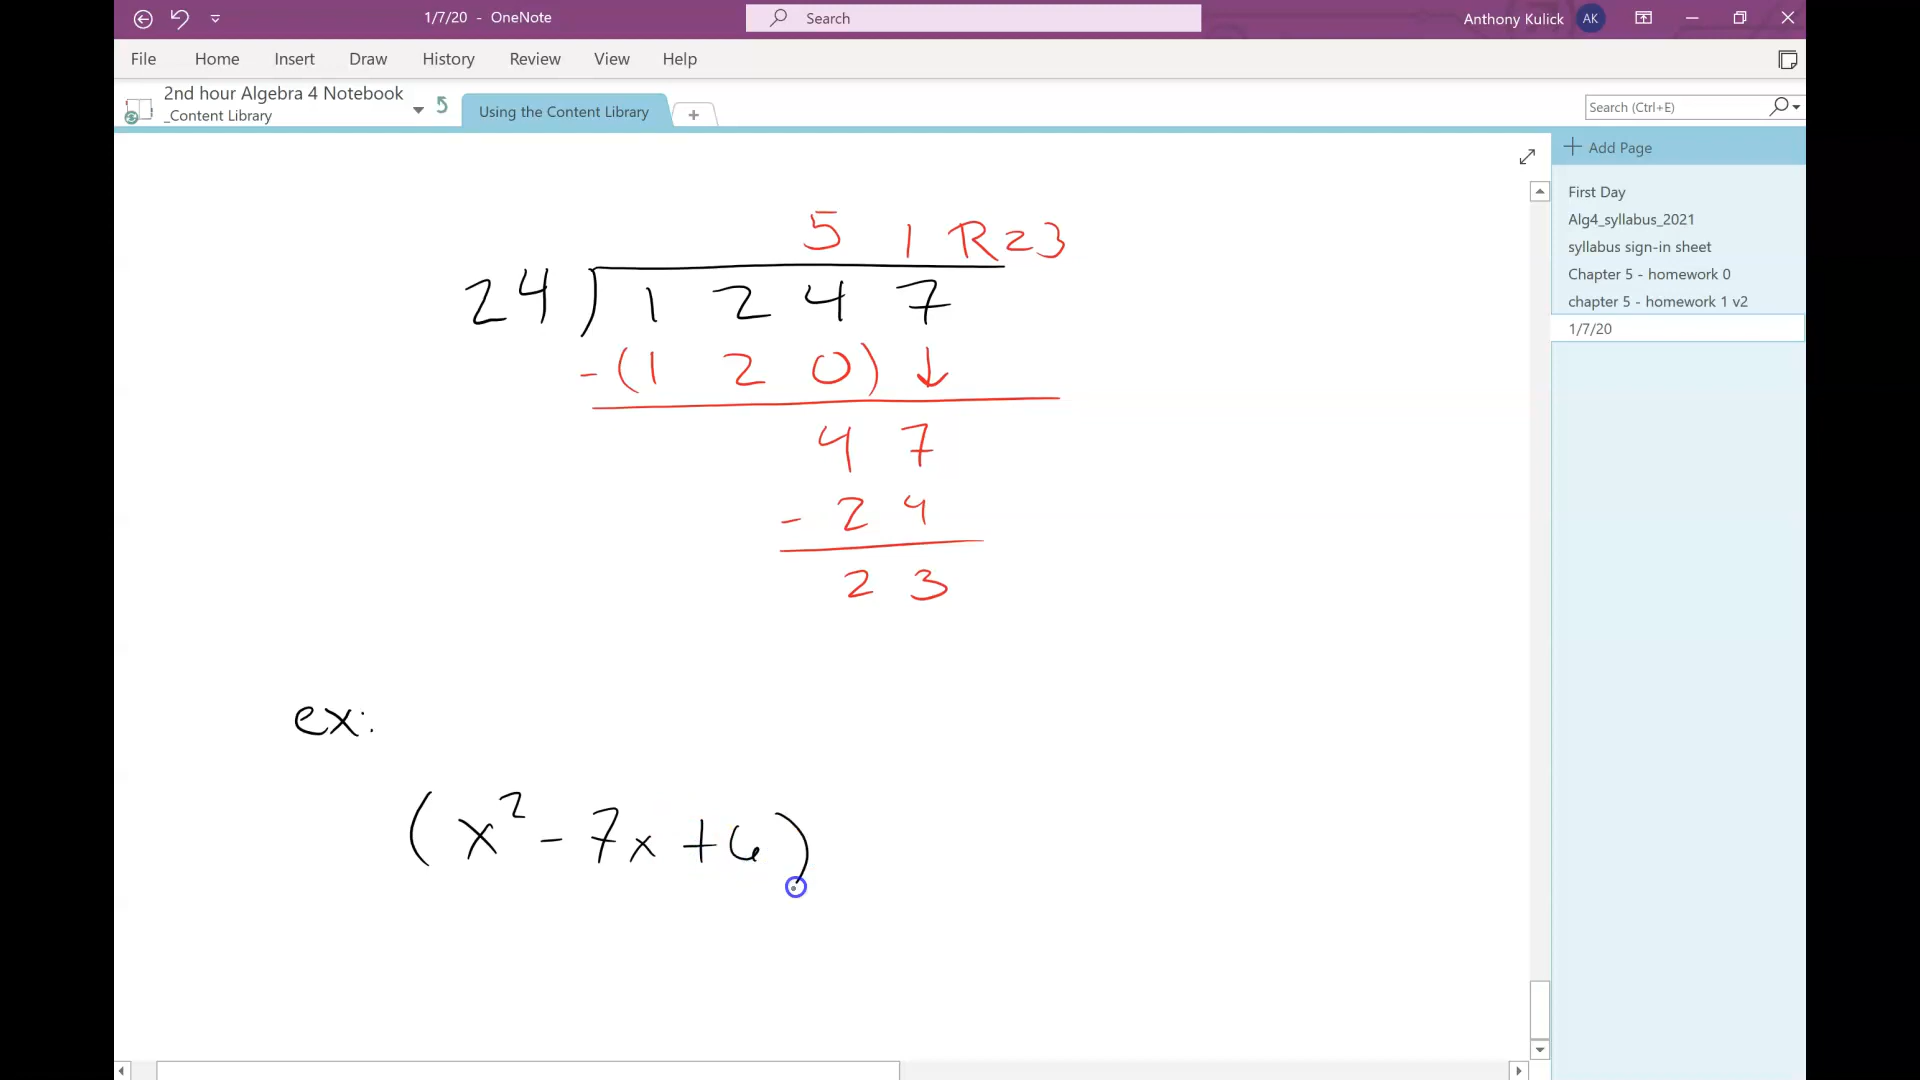 1/7/20 - OneNote
Search
Anthony Kulick AK
File Home Insert Draw History Review View Help
2nd hour Algebra 4 Notebook
_Content Library
Using the Content Library
+
Search (Ctrl+E)
Add Page
First Day
Alg4_syllabus_2021
syllabus sign-in sheet
Chapter 5 - homework 0
chapter 5 - homework 1 v2
1/7/20
5 1 R23
24 ) 1 2 4 7
-(1 2 0) ↓
4 7
- 2 4
2 3
ex:
(x² - 7x + 6)